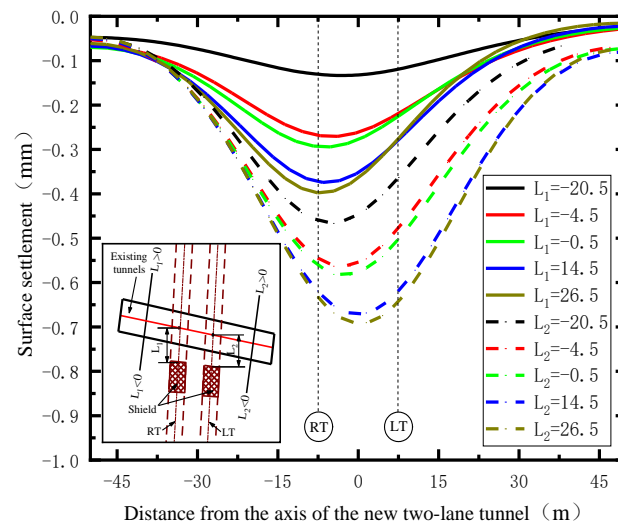 0.0
-0.1
-0.2
-0.3
-0.4
-0.5
-0.6
-0.7
-0.8
-0.9
-1.0
Surface settlement（mm）
-45
-30
-15
0
15
30
45
Distance from the axis of the new two-lane tunnel（m）
L1=-20.5
L1=-4.5
L1=-0.5
L1=14.5
L1=26.5
L2=-20.5
L2=-4.5
L2=-0.5
L2=14.5
L2=26.5
RT
LT
Existing
tunnels
L1>0
L2>0
L1
L2
L1<0
L2<0
Shield
RT
LT